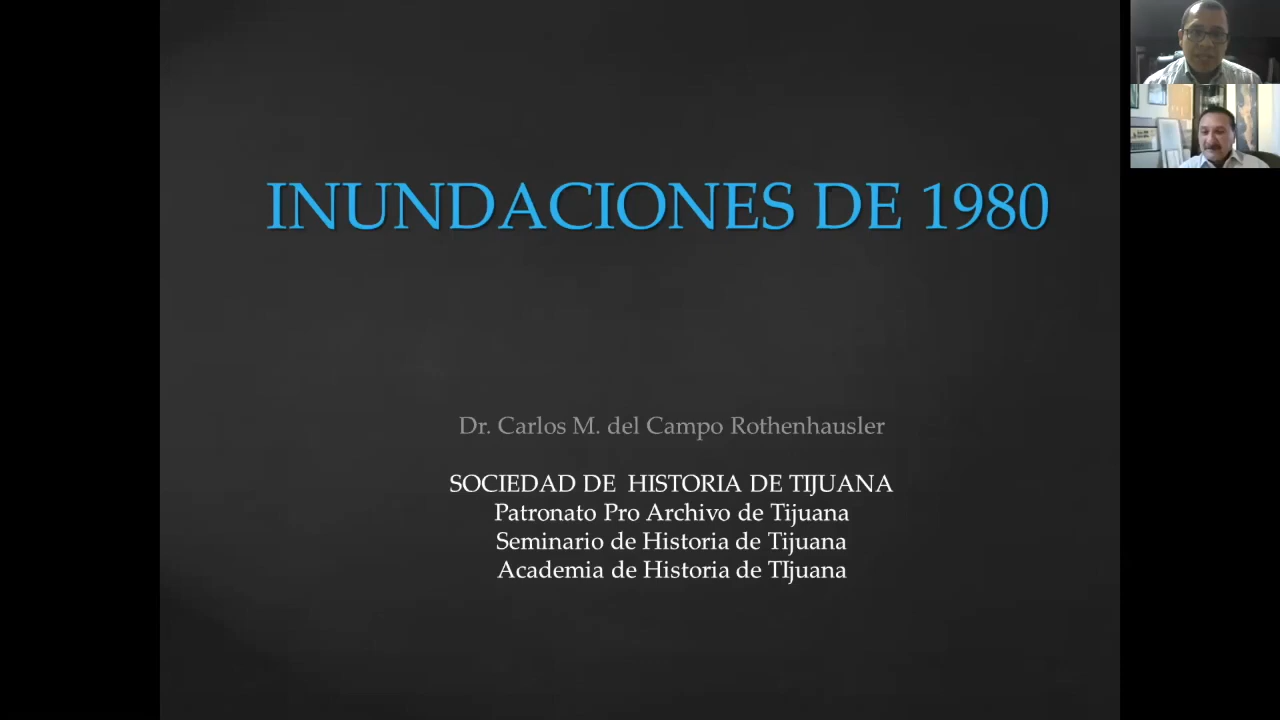 INUNDACIONES DE 1980
Dr. Carlos M. del Campo Rothenhausler
SOCIEDAD DE HISTORIA DE TIJUANA
Patronato Pro Archivo de Tijuana
Seminario de Historia de Tijuana
Academia de Historia de TIjuana